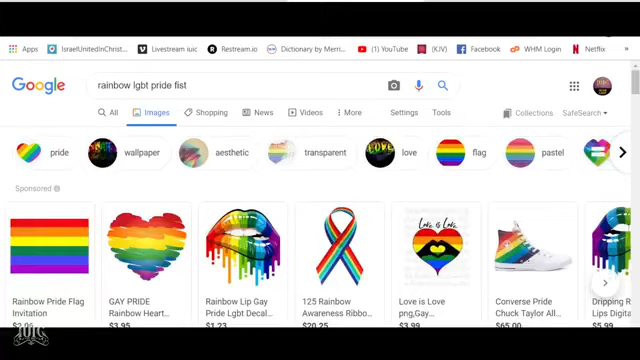 Apps IsraelUnitedInChrist... Livestream iuic Restream.io Dictionary by Merri... (1) YouTube (KJV) Facebook WHM Login Netflix
Google rainbow lgbt pride fist
All Images Shopping News Videos More Settings Tools Collections SafeSearch
pride wallpaper aesthetic transparent love flag pastel
Sponsored
LOVE
Love is Love
Rainbow Pride Flag GAY PRIDE Rainbow Lip Gay 125 Rainbow Love is Love Converse Pride Dripping R
Invitation Rainbow Heart... Pride Lgbt Decal... Awareness Ribbo... png,Gay... Chuck Taylor All... Lips Digita
$2.06 $3.95 $1.23 $20.25 $3.99 $65.00 $5.99
IUIC